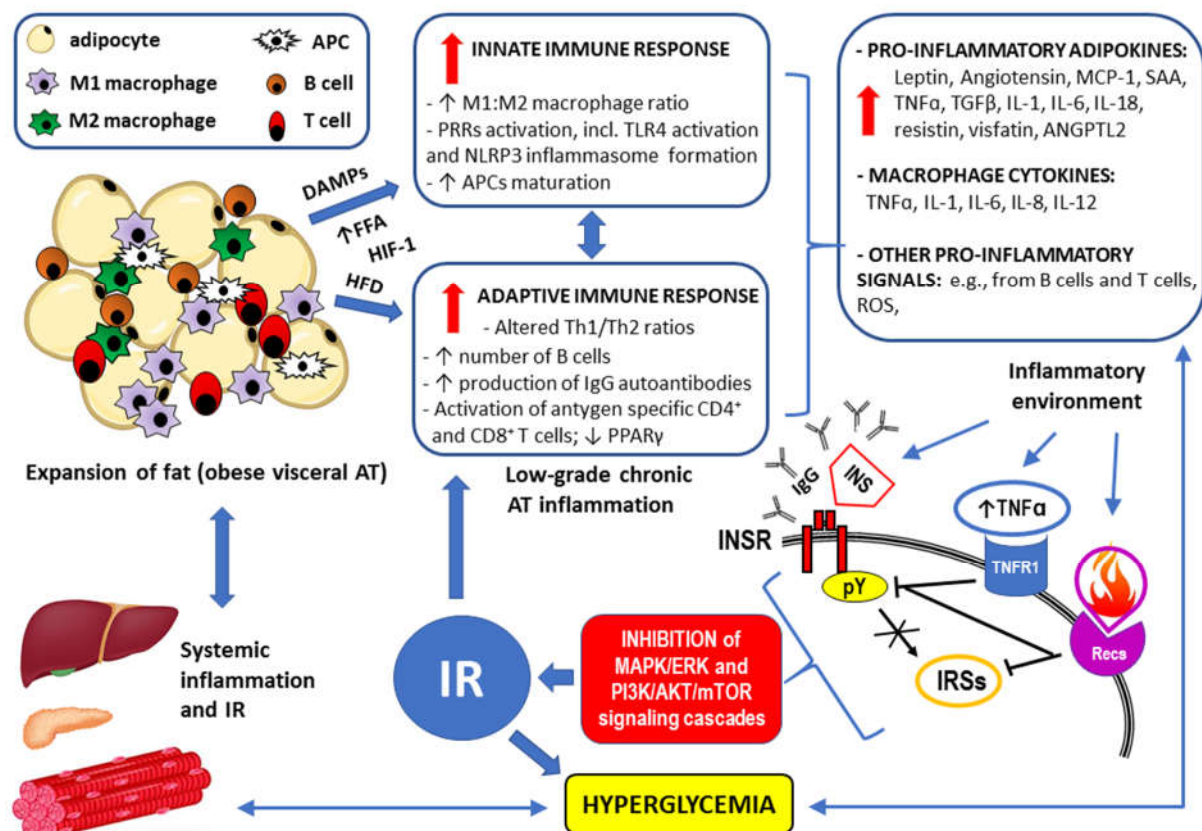 adipocyte
APC
M1 macrophage
B cell
M2 macrophage
T cell
DAMPs
↑FFA
HIF-1
HFD
Expansion of fat (obese visceral AT)
INNATE IMMUNE RESPONSE
- ↑ M1:M2 macrophage ratio
- PRRs activation, incl. TLR4 activation
and NLRP3 inflammasome formation
- ↑ APCs maturation
ADAPTIVE IMMUNE RESPONSE
- Altered Th1/Th2 ratios
- ↑ number of B cells
- ↑ production of IgG autoantibodies
- Activation of antygen specific CD4⁺
and CD8⁺ T cells; ↓ PPARγ
Low-grade chronic
AT inflammation
- PRO-INFLAMMATORY ADIPOKINES:
Leptin, Angiotensin, MCP-1, SAA,
TNFα, TGFβ, IL-1, IL-6, IL-18,
resistin, visfatin, ANGPTL2
- MACROPHAGE CYTOKINES:
TNFα, IL-1, IL-6, IL-8, IL-12
- OTHER PRO-INFLAMMATORY
SIGNALS: e.g., from B cells and T cells,
ROS,
Inflammatory
environment
IgG
INS
↑TNFα
INSR
TNFR1
pY
Recs
IRSs
Systemic
inflammation
and IR
IR
INHIBITION of
MAPK/ERK and
PI3K/AKT/mTOR
signaling cascades
HYPERGLYCEMIA